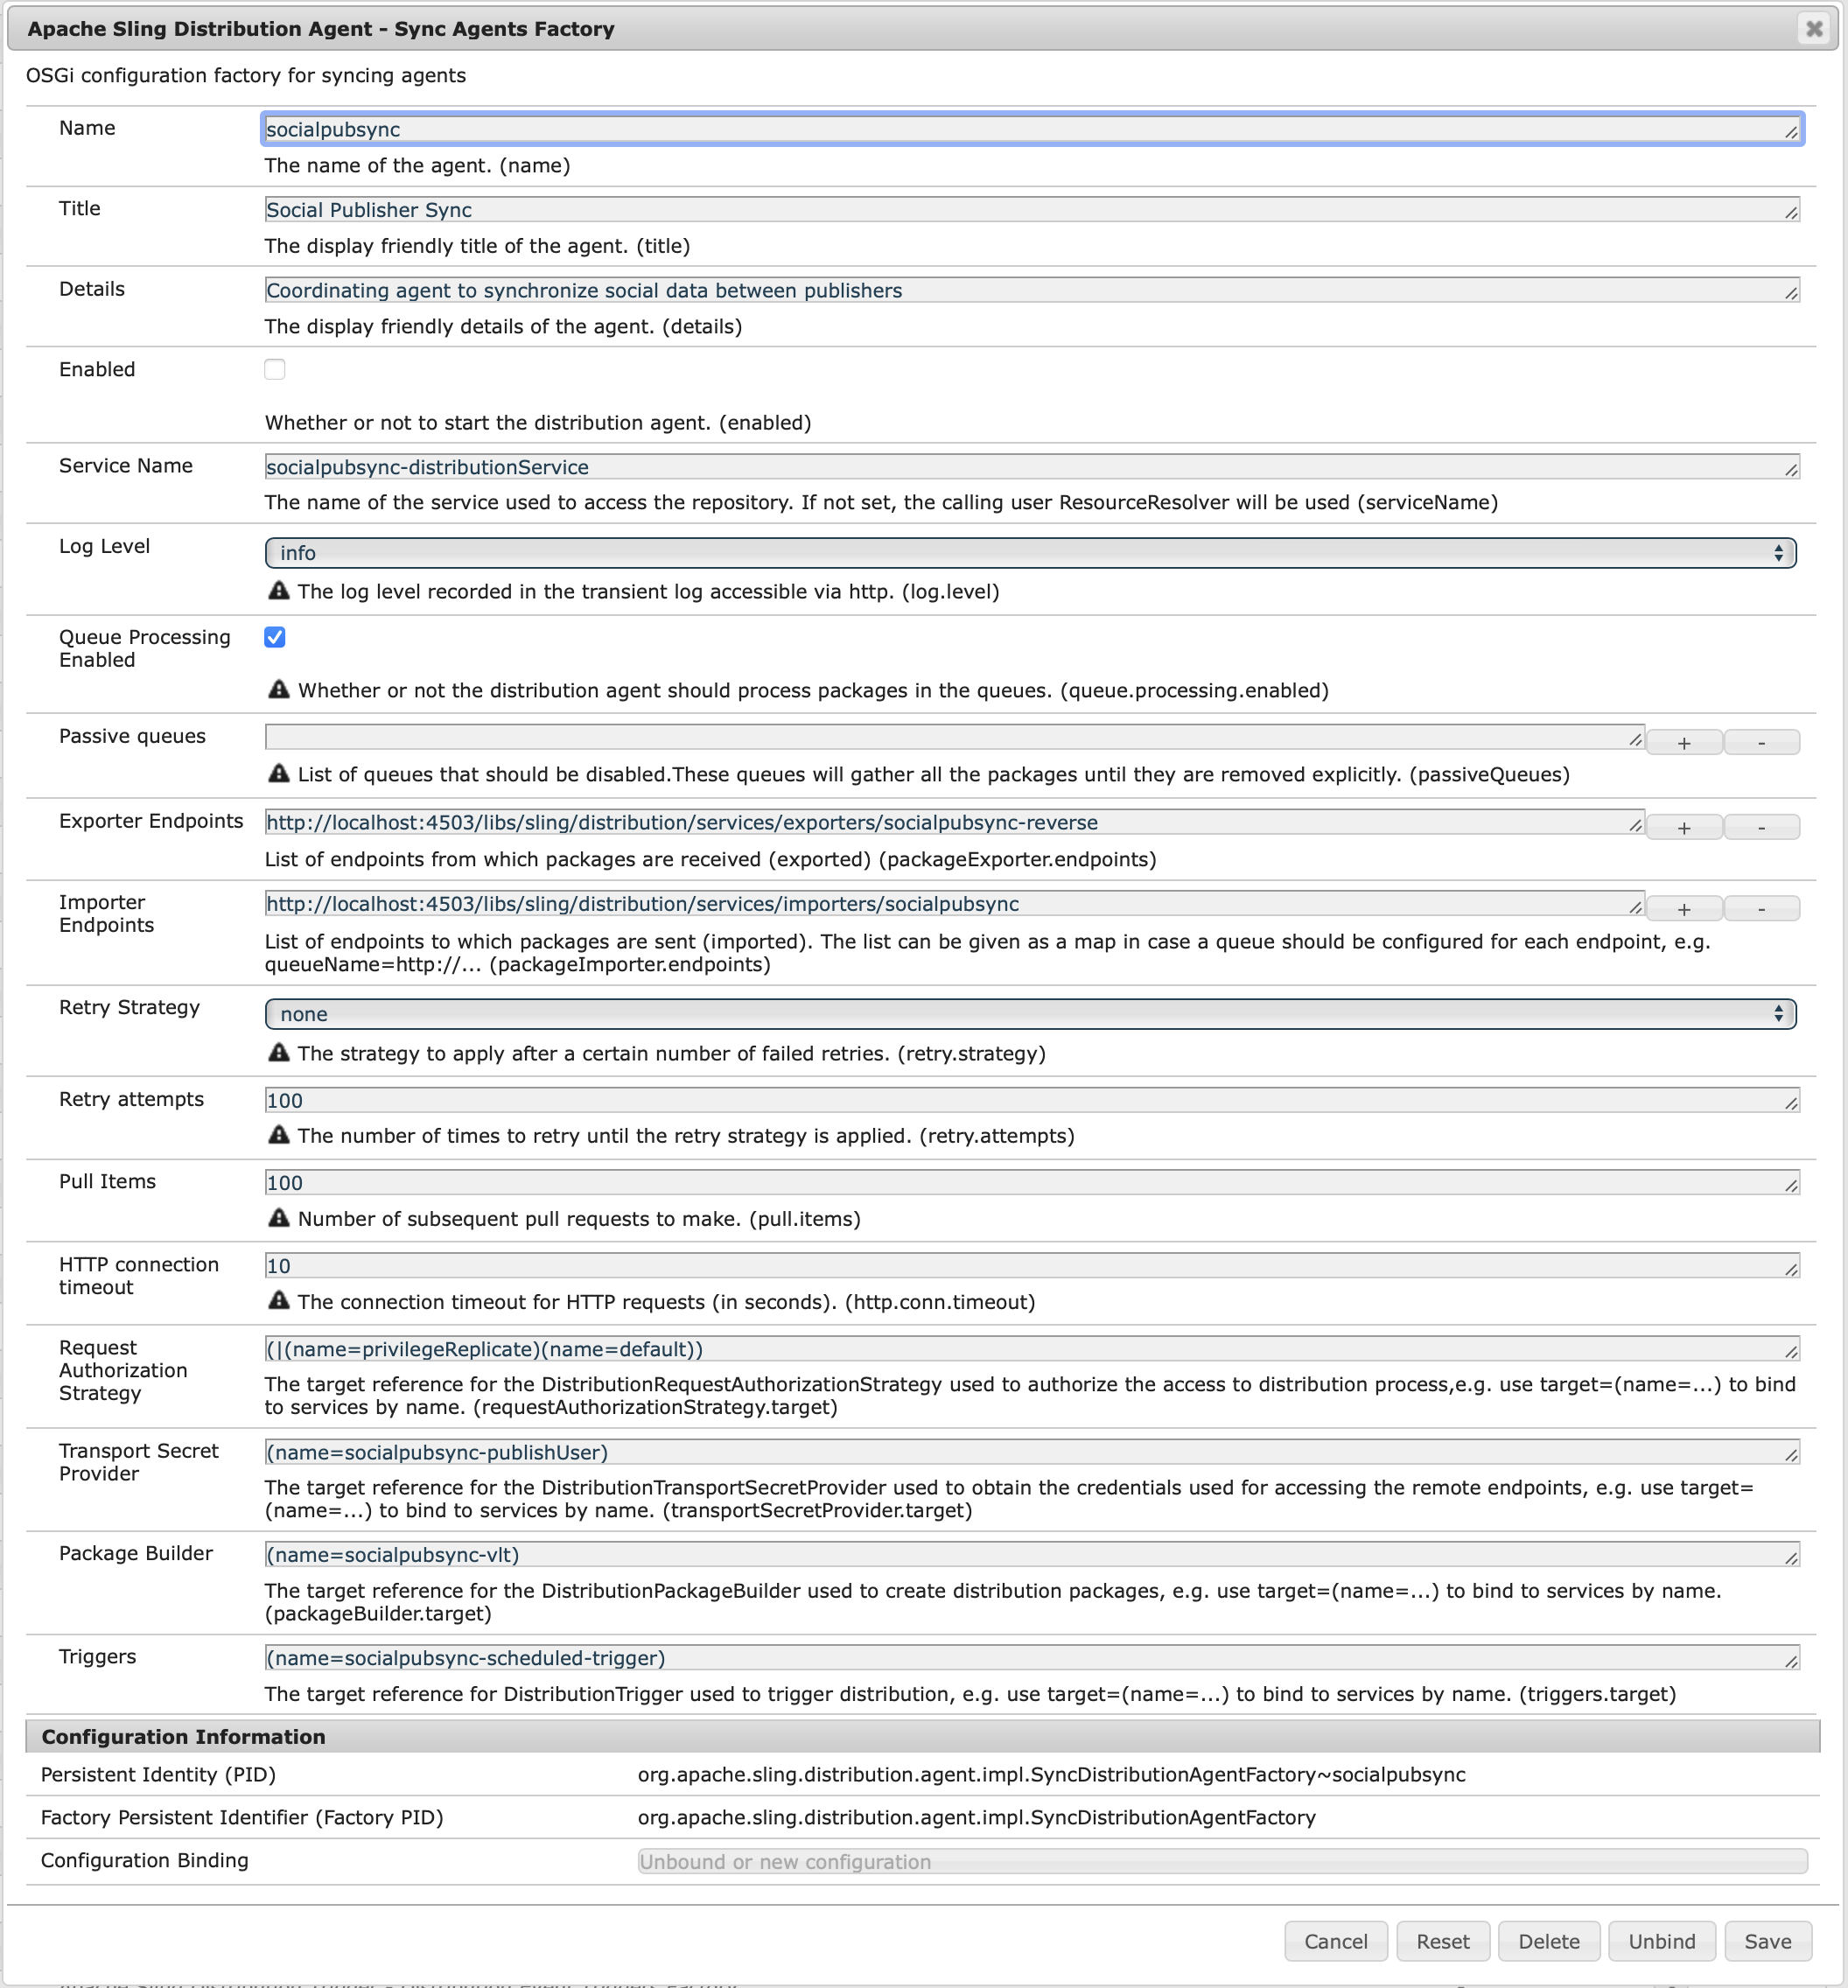 Apache Sling Distribution Agent - Sync Agents Factory
OSGi configuration factory for syncing agents
Name
socialpubsync
The name of the agent. (name)
Title
Social Publisher Sync
The display friendly title of the agent. (title)
Details
Coordinating agent to synchronize social data between publishers
The display friendly details of the agent. (details)
Enabled
Whether or not to start the distribution agent. (enabled)
Service Name
socialpubsync-distributionService
The name of the service used to access the repository. If not set, the calling user ResourceResolver will be used (serviceName)
Log Level
info
The log level recorded in the transient log accessible via http. (log.level)
Queue Processing
Enabled
Whether or not the distribution agent should process packages in the queues. (queue.processing.enabled)
Passive queues
+ -
List of queues that should be disabled.These queues will gather all the packages until they are removed explicitly. (passiveQueues)
Exporter Endpoints
http://localhost:4503/libs/sling/distribution/services/exporters/socialpubsync-reverse
+ -
List of endpoints from which packages are received (exported) (packageExporter.endpoints)
Importer
Endpoints
http://localhost:4503/libs/sling/distribution/services/importers/socialpubsync
+ -
List of endpoints to which packages are sent (imported). The list can be given as a map in case a queue should be configured for each endpoint, e.g.
queueName=http://... (packageImporter.endpoints)
Retry Strategy
none
The strategy to apply after a certain number of failed retries. (retry.strategy)
Retry attempts
100
The number of times to retry until the retry strategy is applied. (retry.attempts)
Pull Items
100
Number of subsequent pull requests to make. (pull.items)
HTTP connection
timeout
10
The connection timeout for HTTP requests (in seconds). (http.conn.timeout)
Request
Authorization
Strategy
(|(name=privilegeReplicate)(name=default))
The target reference for the DistributionRequestAuthorizationStrategy used to authorize the access to distribution process,e.g. use target=(name=...) to bind
to services by name. (requestAuthorizationStrategy.target)
Transport Secret
Provider
(name=socialpubsync-publishUser)
The target reference for the DistributionTransportSecretProvider used to obtain the credentials used for accessing the remote endpoints, e.g. use target=
(name=...) to bind to services by name. (transportSecretProvider.target)
Package Builder
(name=socialpubsync-vlt)
The target reference for the DistributionPackageBuilder used to create distribution packages, e.g. use target=(name=...) to bind to services by name.
(packageBuilder.target)
Triggers
(name=socialpubsync-scheduled-trigger)
The target reference for DistributionTrigger used to trigger distribution, e.g. use target=(name=...) to bind to services by name. (triggers.target)
Configuration Information
Persistent Identity (PID)
org.apache.sling.distribution.agent.impl.SyncDistributionAgentFactory~socialpubsync
Factory Persistent Identifier (Factory PID)
org.apache.sling.distribution.agent.impl.SyncDistributionAgentFactory
Configuration Binding
Unbound or new configuration
Cancel Reset Delete Unbind Save